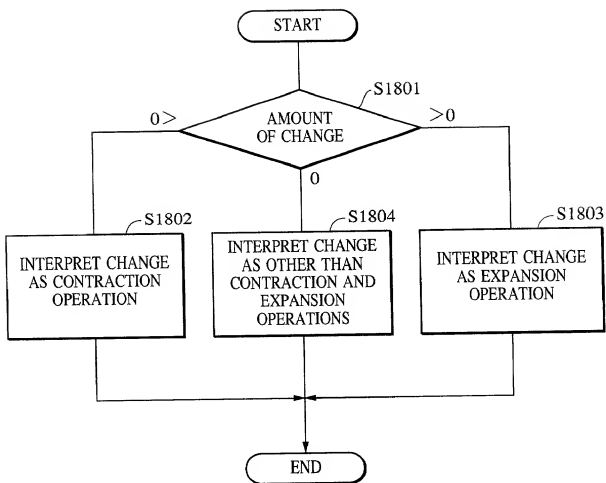 START
S1801
AMOUNT
OF CHANGE
0>
>0
0
S1802
INTERPRET CHANGE
AS CONTRACTION
OPERATION
S1804
INTERPRET CHANGE
AS OTHER THAN
CONTRACTION AND
EXPANSION
OPERATIONS
S1803
INTERPRET CHANGE
AS EXPANSION
OPERATION
END